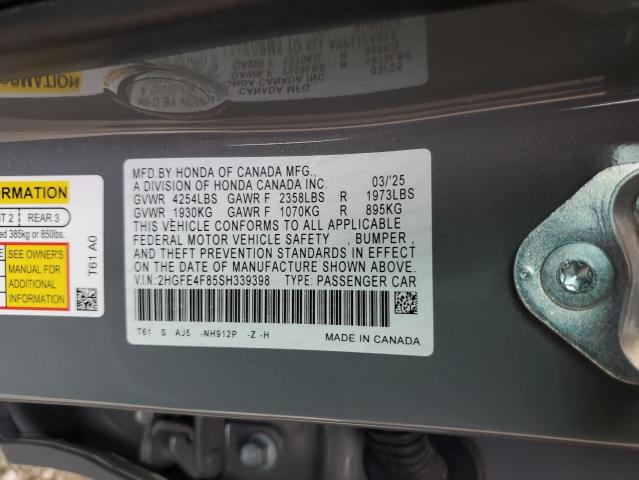 MFD.BY HONDA OF CANADA MFG.,
A DIVISION OF HONDA CANADA INC. 03/'25
GVWR 4254LBS GAWR F 2358LBS R 1973LBS
GVWR 1930KG GAWR F 1070KG R 895KG
THIS VEHICLE CONFORMS TO ALL APPLICABLE
FEDERAL MOTOR VEHICLE SAFETY , BUMPER ,
AND THEFT PREVENTION STANDARDS IN EFFECT
ON THE DATE OF MANUFACTURE SHOWN ABOVE.
V.I.N. 2HGFE4F85SH339398 TYPE: PASSENGER CAR
T61 S AJ5 -NH912P -Z -H MADE IN CANADA
ORMATION
2 REAR 3
385kg or 850lbs.
SEE OWNER'S
MANUAL FOR
ADDITIONAL
INFORMATION
T61 A0